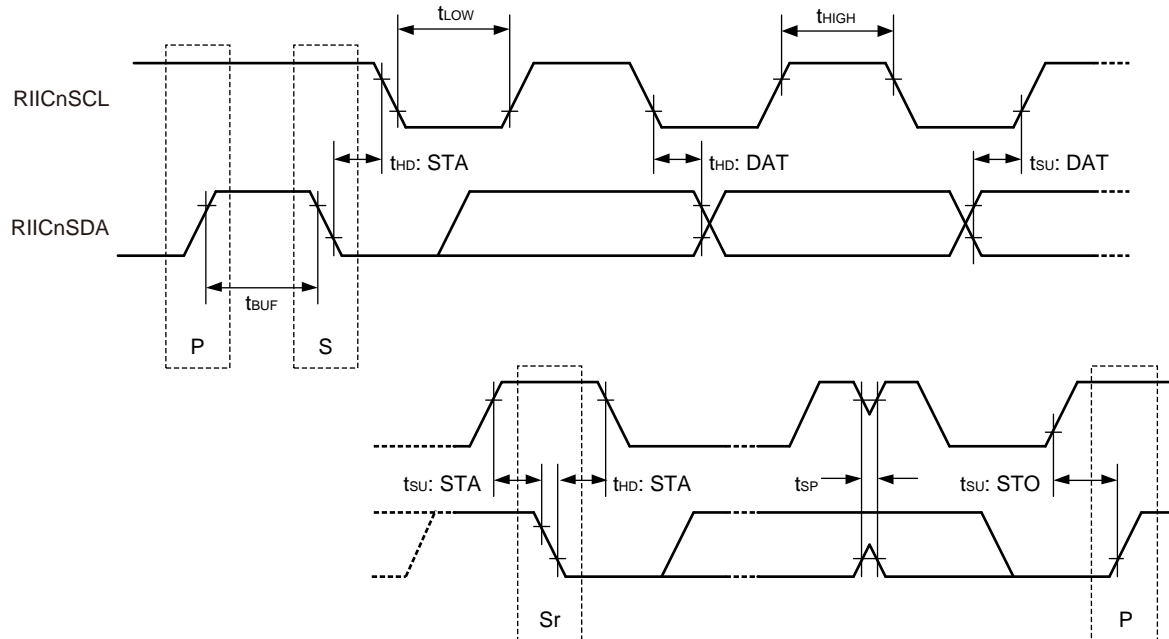 tLOW
tHIGH
RIICnSCL
tHD: STA
tHD: DAT
tSU: DAT
RIICnSDA
tBUF
P
S
tSU: STA
tHD: STA
tSP
tSU: STO
Sr
P